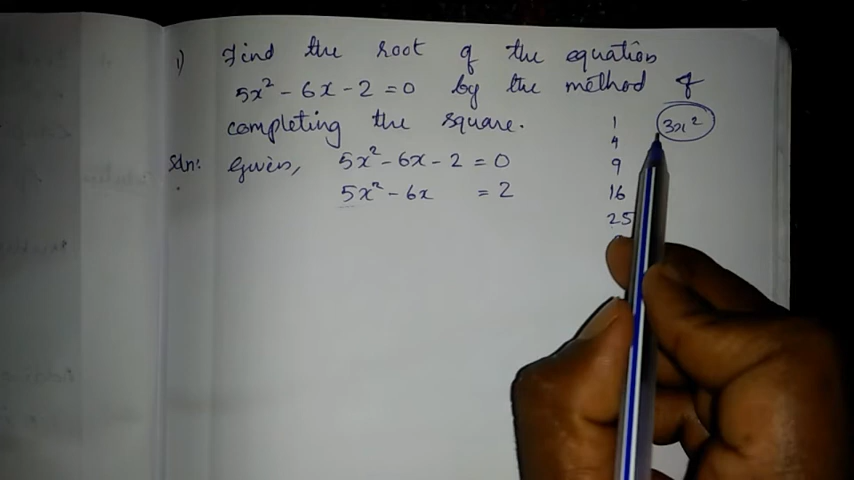 1) Find the root of the equation
5x² - 6x - 2 = 0 by the method of
completing the square.
Soln: Given, 5x² - 6x - 2 = 0
5x² - 6x = 2
1
4
9
16
25
3x²